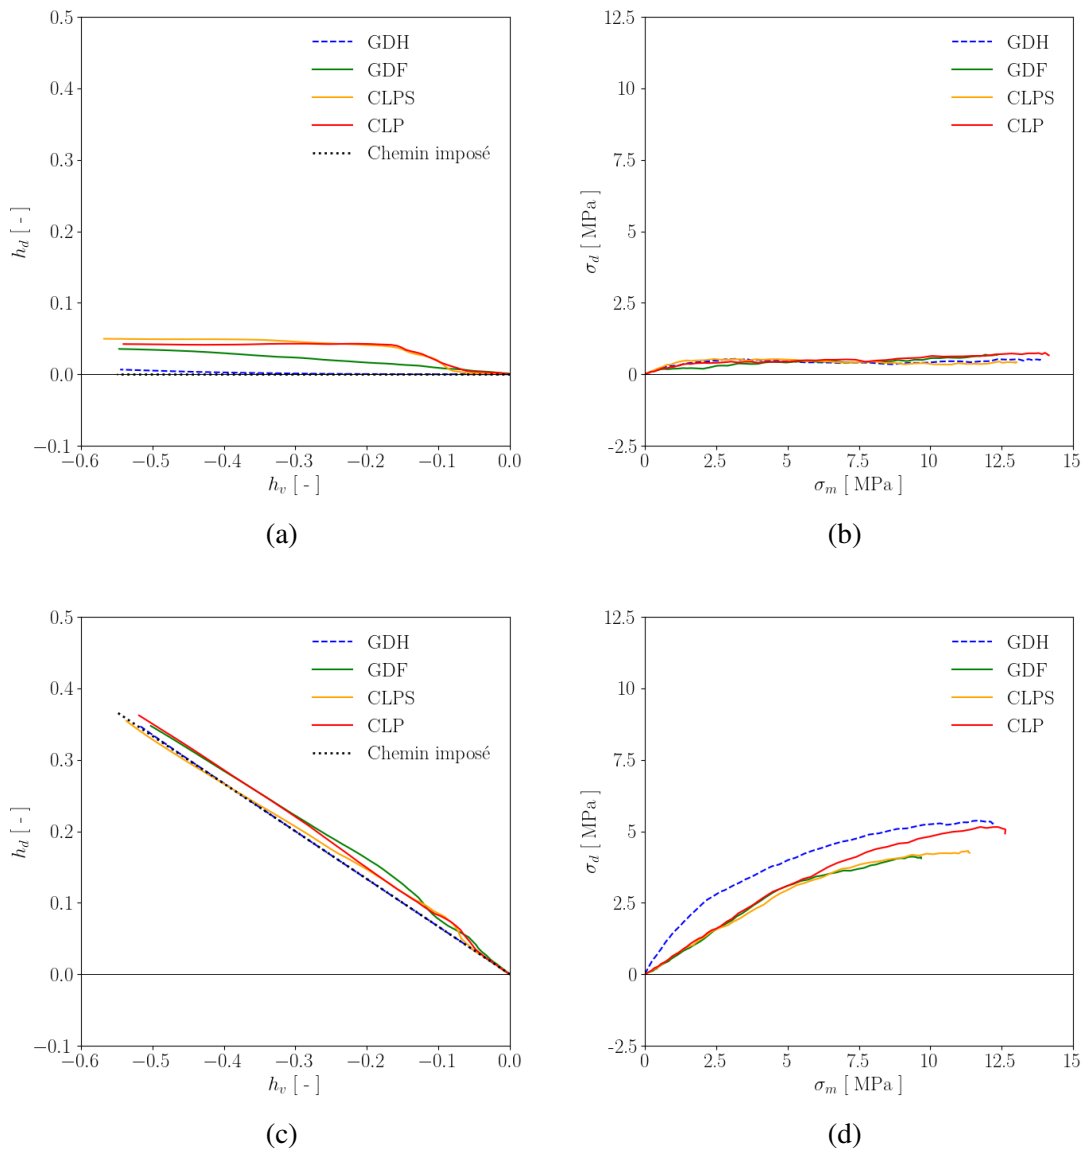 0.5
0.4
0.3
0.2
0.1
0.0
−0.1
h_d [ - ]
GDH
GDF
CLPS
CLP
Chemin imposé
−0.6 −0.5 −0.4 −0.3 −0.2 −0.1 0.0
h_v [ - ]
(a)
12.5
10
7.5
5
2.5
0
-2.5
σ_d [ MPa ]
GDH
GDF
CLPS
CLP
0 2.5 5 7.5 10 12.5 15
σ_m [ MPa ]
(b)
0.5
0.4
0.3
0.2
0.1
0.0
−0.1
h_d [ - ]
GDH
GDF
CLPS
CLP
Chemin imposé
−0.6 −0.5 −0.4 −0.3 −0.2 −0.1 0.0
h_v [ - ]
(c)
12.5
10
7.5
5
2.5
0
-2.5
σ_d [ MPa ]
GDH
GDF
CLPS
CLP
0 2.5 5 7.5 10 12.5 15
σ_m [ MPa ]
(d)